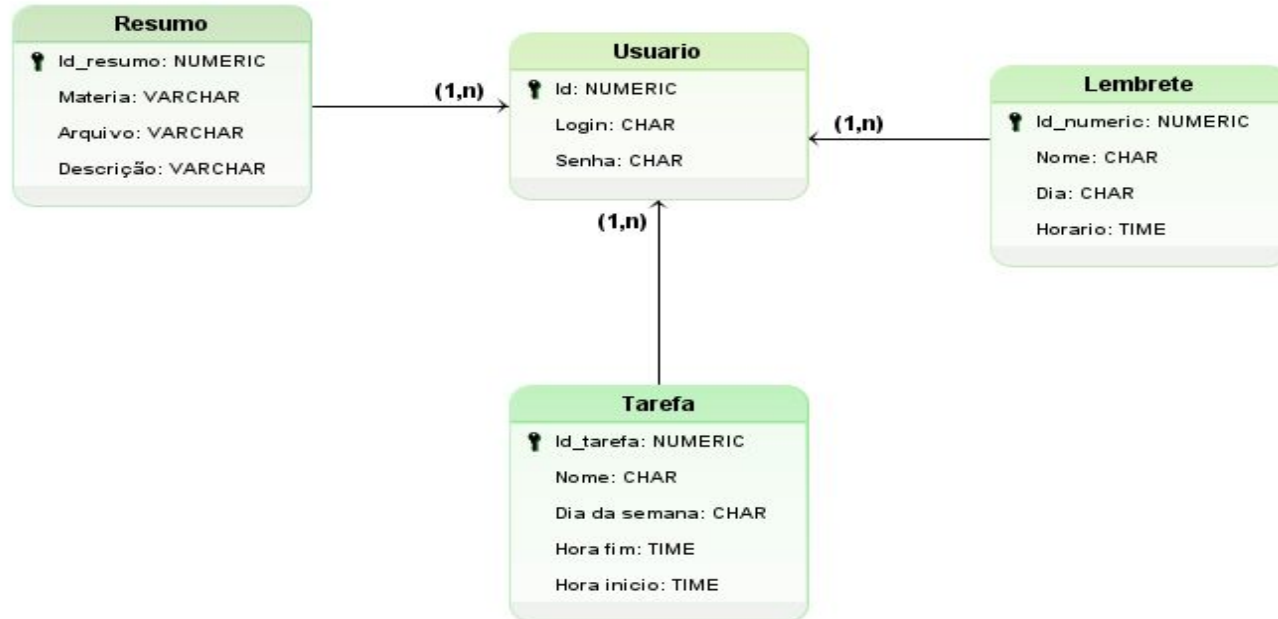 Resumo
Id_resumo: NUMERIC
Materia: VARCHAR
Arquivo: VARCHAR
Descrição: VARCHAR
(1,n)
Usuario
Id: NUMERIC
Login: CHAR
Senha: CHAR
(1,n)
Lembrete
Id_numeric: NUMERIC
Nome: CHAR
Dia: CHAR
Horario: TIME
(1,n)
Tarefa
Id_tarefa: NUMERIC
Nome: CHAR
Dia da semana: CHAR
Hora fim: TIME
Hora inicio: TIME